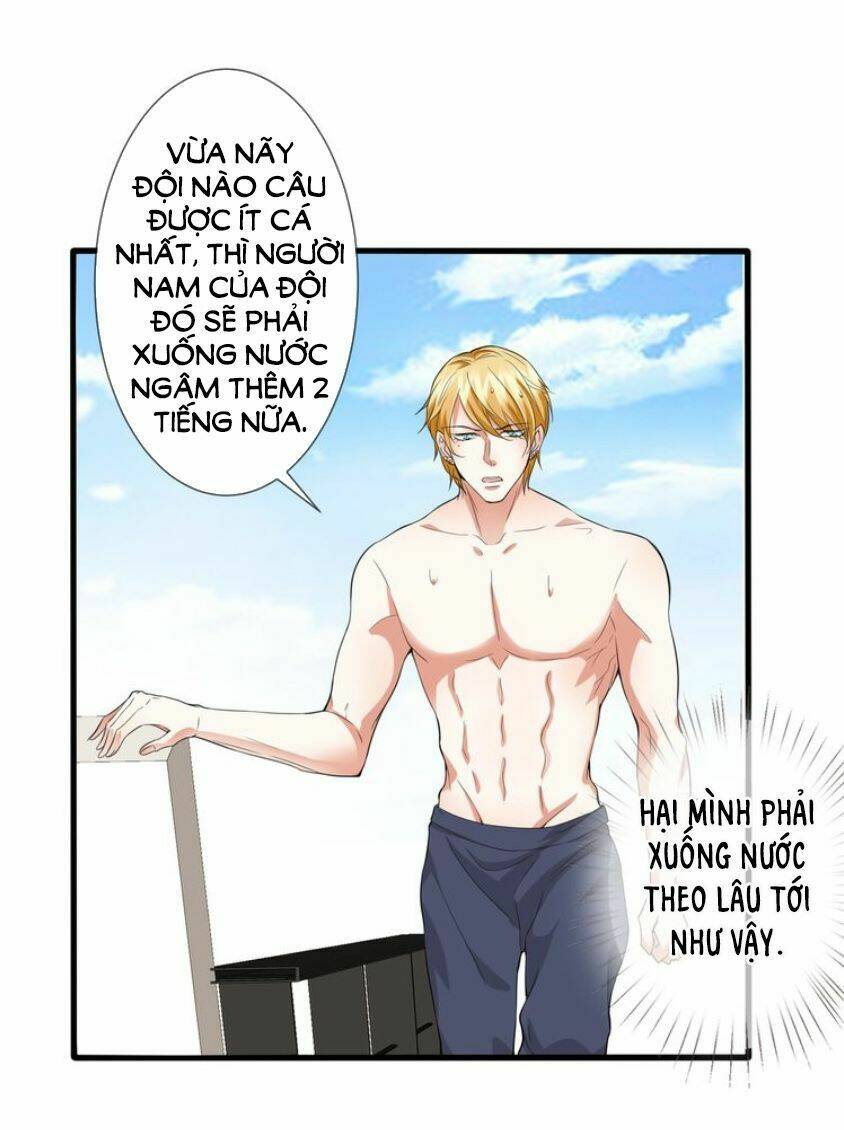 VỪA NÃY
ĐỘI NÀO CÂU
ĐƯỢC ÍT CÁ
NHẤT, THÌ NGƯỜI
NAM CỦA ĐỘI
ĐÓ SẼ PHẢI
XUỐNG NƯỚC
NGÂM THÊM 2
TIẾNG NỮA.
HẠI MÌNH PHẢI
XUỐNG NƯỚC
THEO LÂU TỚI
NHƯ VẬY.